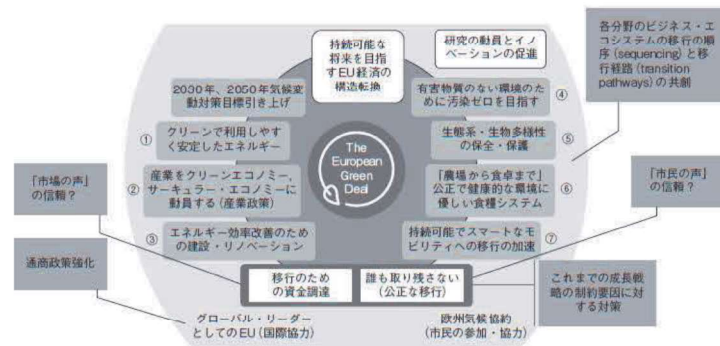 持続可能な
将来を目指
すEU経済の
構造転換
研究の動員とイノ
ベーションの促進
各分野のビジネス・エ
コシステムの移行の順
序(sequencing)と移
行経路(transition
pathways)の共創
2030年、2050年気候変
動対策目標引き上げ
有害物質のない環境のた
めに汚染ゼロを目指す
④
①
クリーンで利用しやす
く安定したエネルギー
生態系・生物多様性
の保全・保護
⑤
The
European
Green
Deal
『市場の声』
の信頼？
②
産業をクリーンエコノミー，
サーキュラー・エコノミーに
動員する(産業政策)
『農場から食卓まで』
公正で健康的な環境に
優しい食糧システム
⑥
『市民の声』
の信頼？
③
エネルギー効率改善のため
の建設・リノベーション
持続可能でスマートなモ
ビリティへの移行の加速
⑦
通商政策強化
移行のため
の資金調達
誰も取り残さない
(公正な移行)
これまでの成長戦
略の制約要因に対
する対策
グローバル・リーダー
としてのEU(国際協力)
欧州気候協約
(市民の参加・協力)